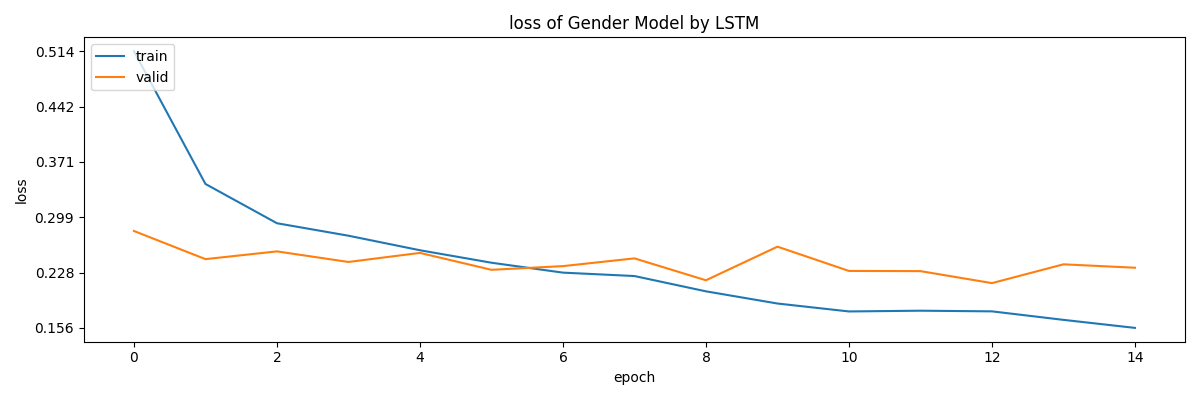 loss of Gender Model by LSTM
train
valid
0.514
0.442
0.371
0.299
0.228
0.156
loss
0 2 4 6 8 10 12 14
epoch